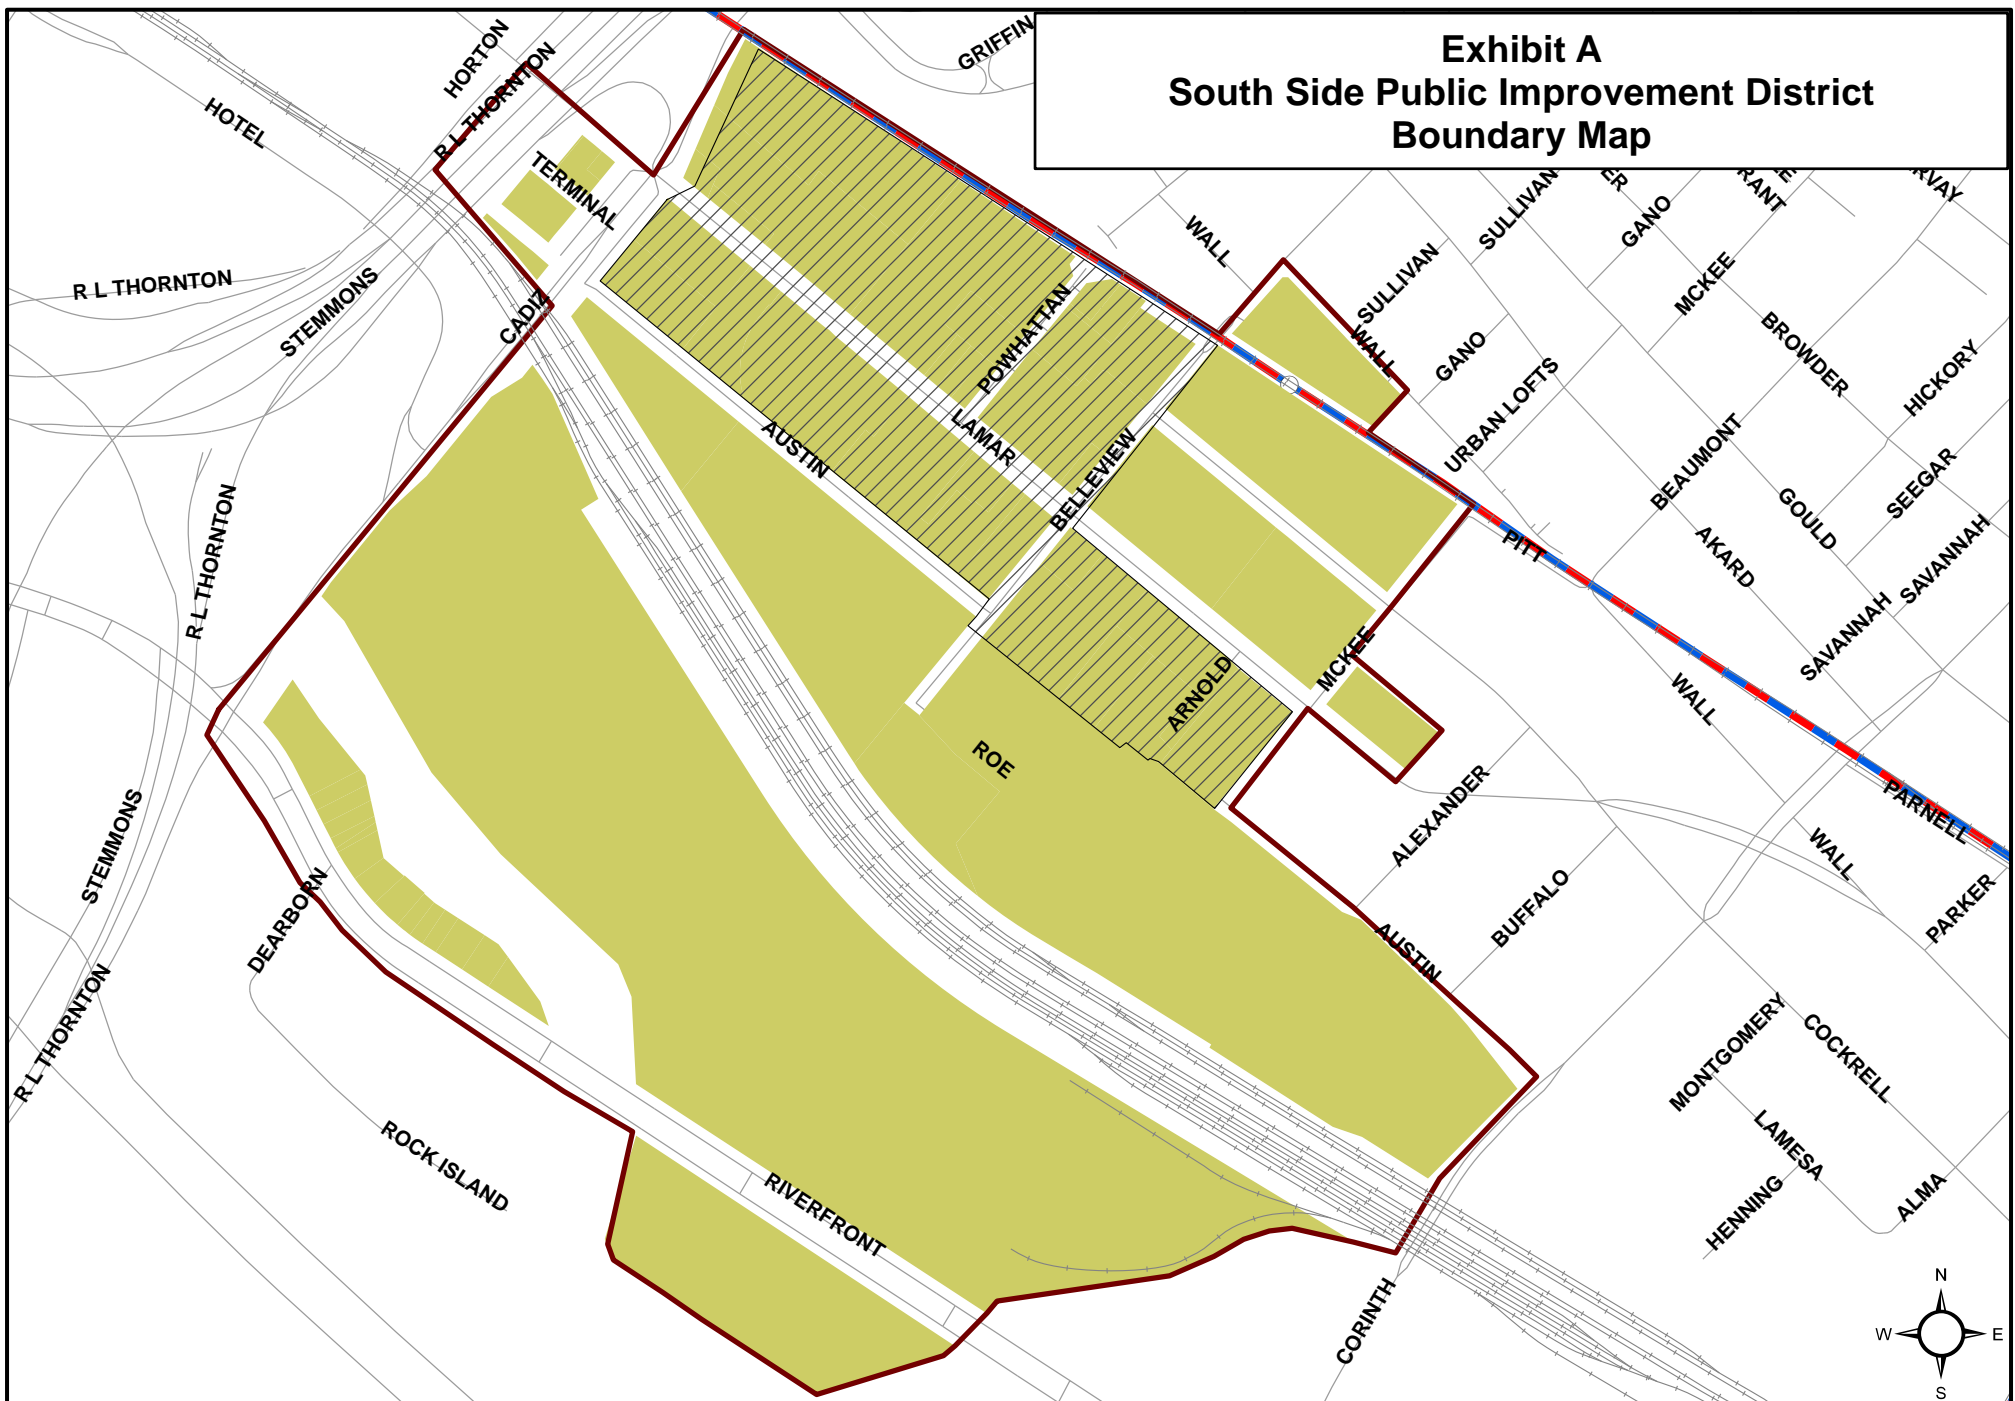 Exhibit A
South Side Public Improvement District
Boundary Map
HORTON
GRIFFIN
HOTEL
R L THORNTON
TERMINAL
WALL
SULLIVAN
GANO
MCKEE
SULLIVAN
R L THORNTON
STEMMONS
CADIZ
POWHATTAN
WALL
GANO
BROWDER
HICKORY
URBAN LOFTS
AUSTIN
LAMAR
BELLEVIEW
BEAUMONT
GOULD
SEEGAR
R L THORNTON
PITT
AKARD
SAVANNAH
SAVANNAH
ARNOLD
MCKEE
WALL
ROE
STEMMONS
ALEXANDER
PARNELL
WALL
DEARBORN
BUFFALO
PARKER
AUSTIN
R L THORNTON
MONTGOMERY
COCKRELL
ROCK ISLAND
LAMESA
RIVERFRONT
HENNING
ALMA
CORINTH
N
W
E
S